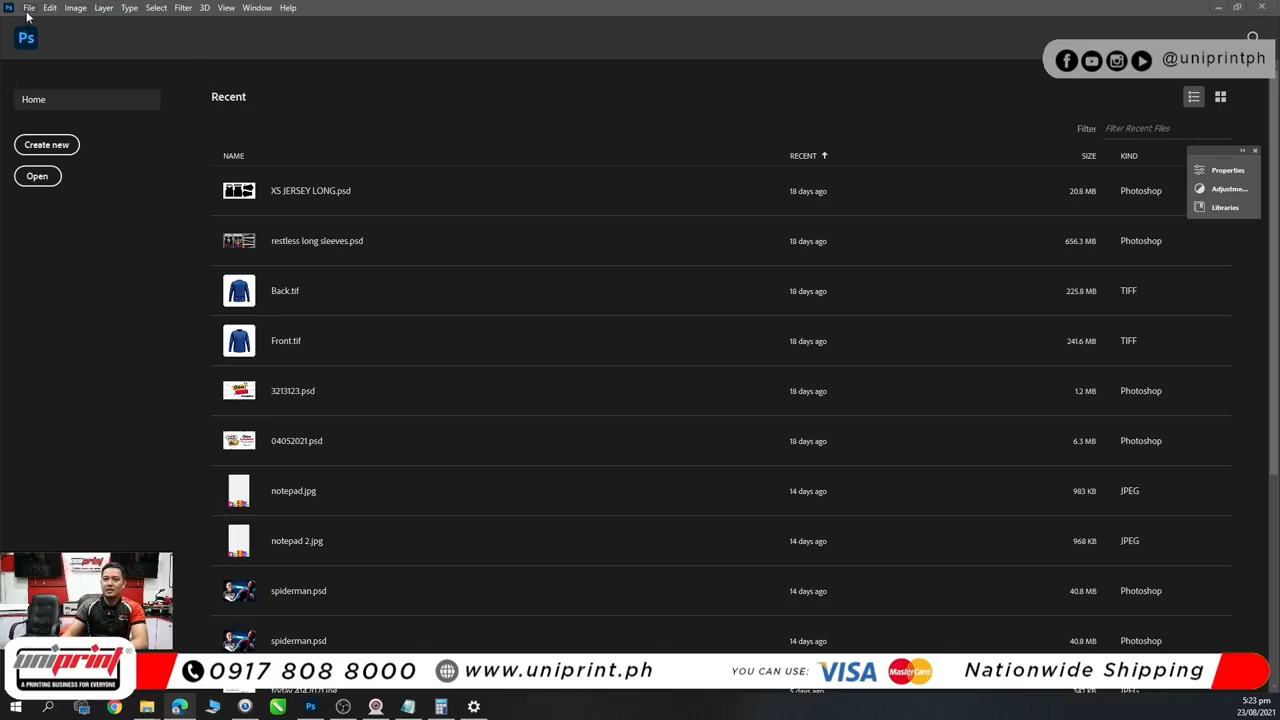 Ps File Edit Image Layer Type Select Filter 3D View Window Help
Ps
@uniprintph
Home
Recent
Create new
Filter Filter Recent Files
Open
NAME RECENT SIZE KIND
Properties
Adjustme...
Libraries
XS JERSEY LONG.psd 18 days ago 20.8 MB Photoshop
restless long sleeves.psd 18 days ago 656.3 MB Photoshop
Back.tif 18 days ago 225.8 MB TIFF
Front.tif 18 days ago 241.6 MB TIFF
3213123.psd 18 days ago 1.2 MB Photoshop
04052021.psd 18 days ago 6.3 MB Photoshop
notepad.jpg 14 days ago 983 KB JPEG
notepad 2.jpg 14 days ago 968 KB JPEG
spiderman.psd 14 days ago 40.8 MB Photoshop
spiderman.psd 14 days ago 40.8 MB Photoshop
uniprint
A PRINTING BUSINESS FOR EVERYONE
0917 808 8000 www.uniprint.ph YOU CAN USE: VISA MasterCard Nationwide Shipping
Ps
5:23 pm
23/08/2021